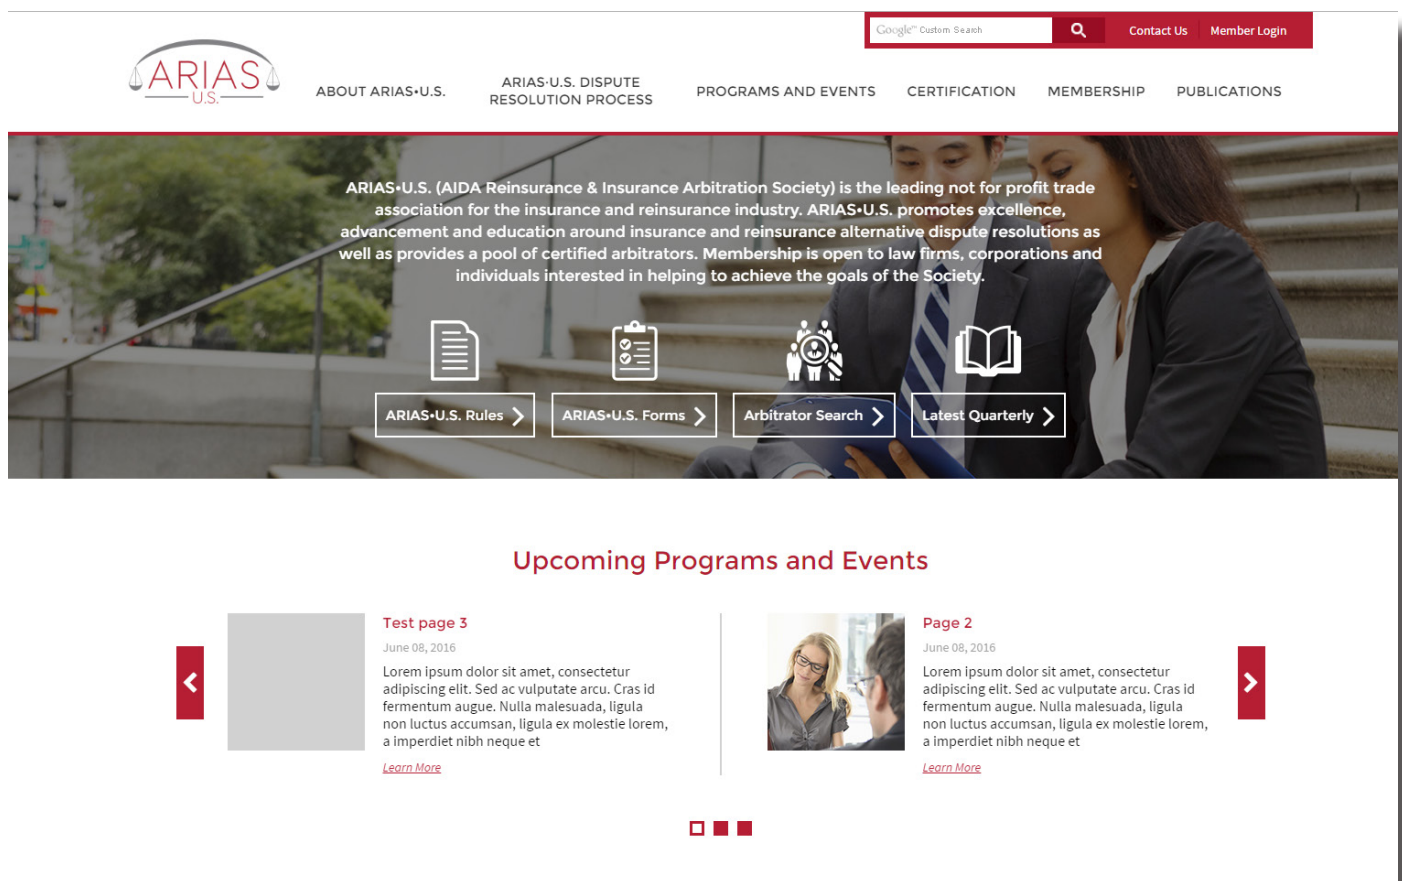 Google™ Custom Search
Contact Us
Member Login
ARIAS
U.S.
ABOUT ARIAS•U.S.
ARIAS·U.S. DISPUTE
RESOLUTION PROCESS
PROGRAMS AND EVENTS
CERTIFICATION
MEMBERSHIP
PUBLICATIONS
ARIAS•U.S. (AIDA Reinsurance & Insurance Arbitration Society) is the leading not for profit trade
association for the insurance and reinsurance industry. ARIAS•U.S. promotes excellence,
advancement and education around insurance and reinsurance alternative dispute resolutions as
well as provides a pool of certified arbitrators. Membership is open to law firms, corporations and
individuals interested in helping to achieve the goals of the Society.
ARIAS•U.S. Rules
ARIAS•U.S. Forms
Arbitrator Search
Latest Quarterly
Upcoming Programs and Events
Test page 3
June 08, 2016
Lorem ipsum dolor sit amet, consectetur
adipiscing elit. Sed ac vulputate arcu. Cras id
fermentum augue. Nulla malesuada, ligula
non luctus accumsan, ligula ex molestie lorem,
a imperdiet nibh neque et
Learn More
Page 2
June 08, 2016
Lorem ipsum dolor sit amet, consectetur
adipiscing elit. Sed ac vulputate arcu. Cras id
fermentum augue. Nulla malesuada, ligula
non luctus accumsan, ligula ex molestie lorem,
a imperdiet nibh neque et
Learn More